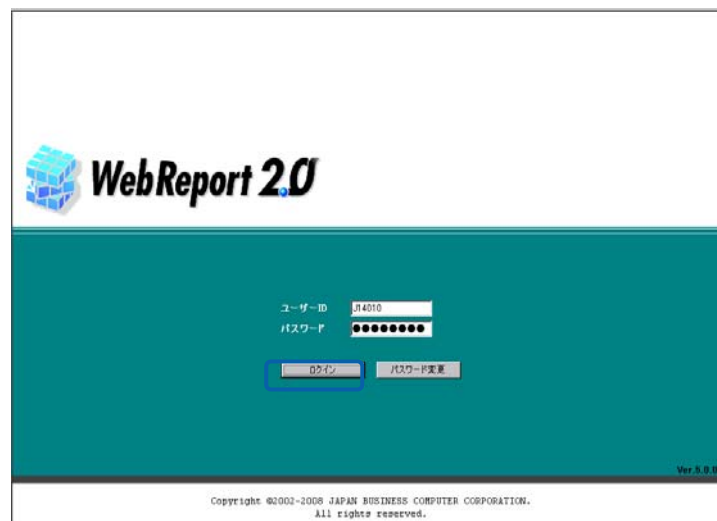 WebReport 2.0
ユーザーID J14010
パスワード ●●●●●●●●
ログイン パスワード変更
Ver.5.0.0
Copyright ©2002-2008 JAPAN BUSINESS COMPUTER CORPORATION.
All rights reserved.